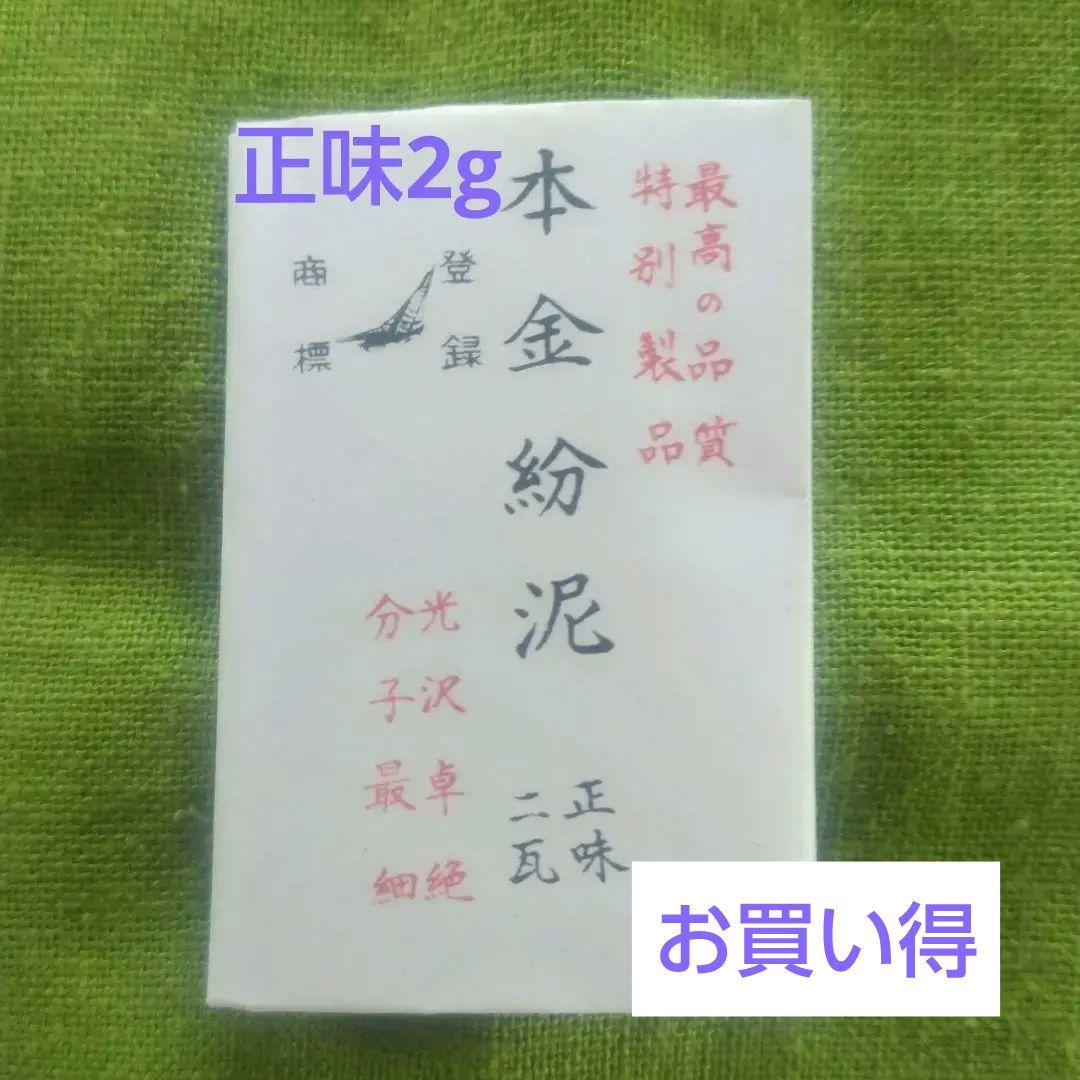 正味2g
最高の品質
特別製品
本金紛泥
登録
商標
正味
二瓦
光沢卓絶
分子最細
お買い得